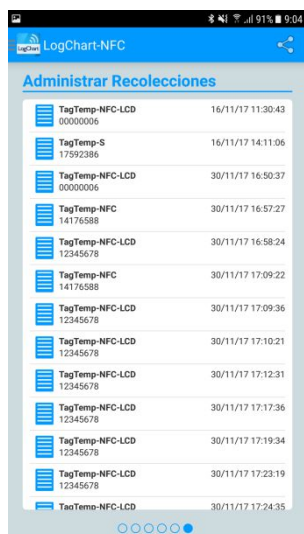 91% 9:04
LogChart LogChart-NFC
Administrar Recolecciones
TagTemp-NFC-LCD 16/11/17 11:30:43
00000006
TagTemp-S 16/11/17 14:11:06
17592386
TagTemp-NFC-LCD 30/11/17 16:50:37
00000006
TagTemp-NFC 30/11/17 16:57:27
14176588
TagTemp-NFC-LCD 30/11/17 16:58:24
12345678
TagTemp-NFC 30/11/17 17:09:22
14176588
TagTemp-NFC-LCD 30/11/17 17:09:36
12345678
TagTemp-NFC-LCD 30/11/17 17:10:21
12345678
TagTemp-NFC-LCD 30/11/17 17:12:31
12345678
TagTemp-NFC-LCD 30/11/17 17:17:36
12345678
TagTemp-NFC-LCD 30/11/17 17:19:34
12345678
TagTemp-NFC-LCD 30/11/17 17:23:19
12345678
TagTemp-NFC-LCD 30/11/17 17:24:35